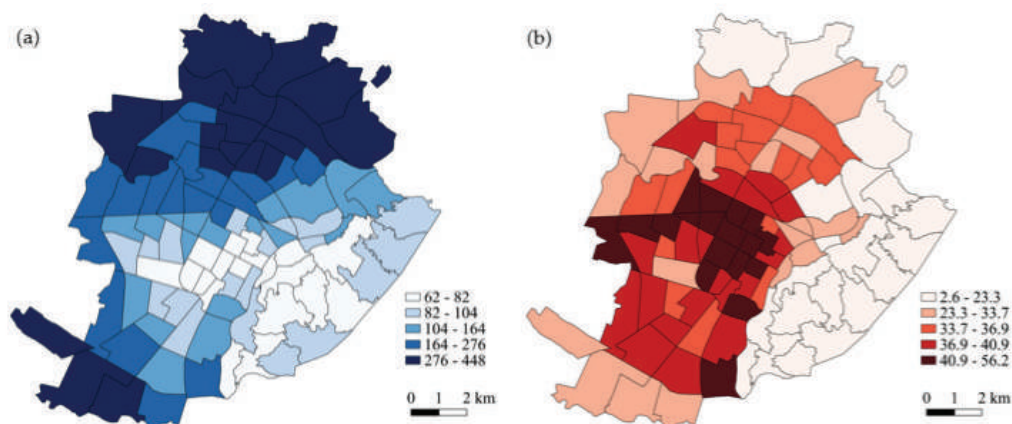 (a)
62 - 82
82 - 104
104 - 164
164 - 276
276 - 448
0 1 2 km
(b)
2.6 - 23.3
23.3 - 33.7
33.7 - 36.9
36.9 - 40.9
40.9 - 56.2
0 1 2 km